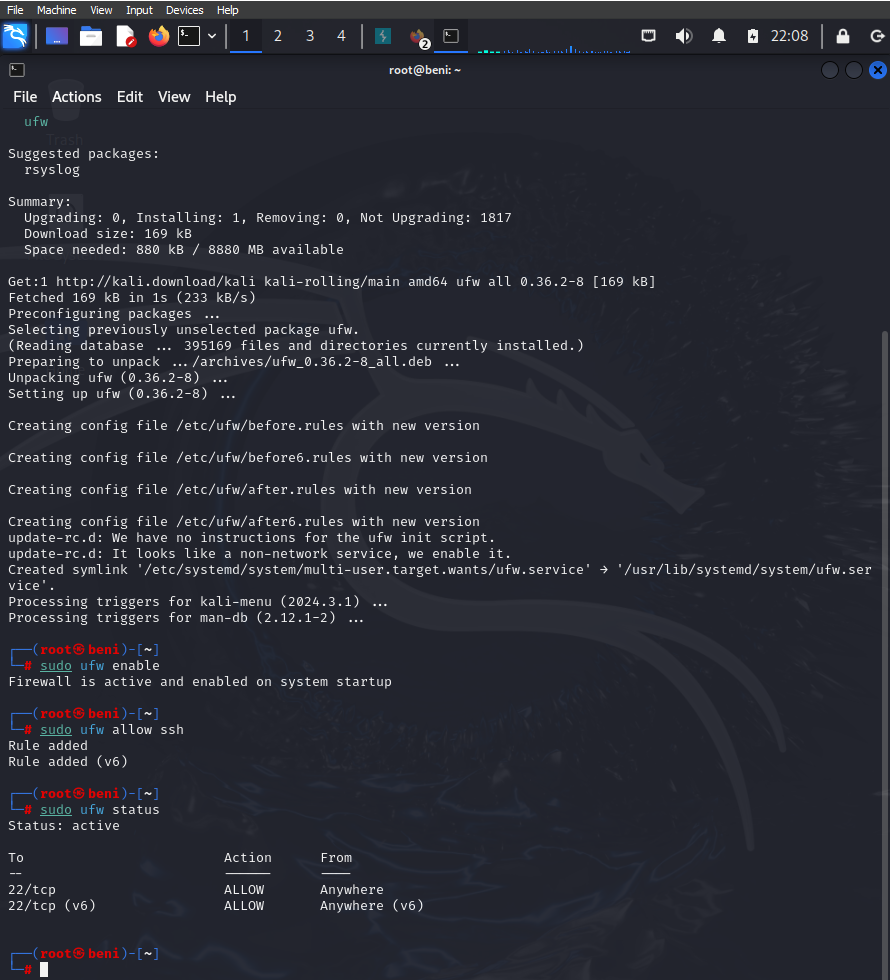 File Machine View Input Devices Help
1 2 3 4 2 22:08
root@beni: ~
File Actions Edit View Help
ufw
Trash
Suggested packages:
rsyslog
Summary:
Upgrading: 0, Installing: 1, Removing: 0, Not Upgrading: 1817
Download size: 169 kB
Space needed: 880 kB / 8880 MB available
Get:1 http://kali.download/kali kali-rolling/main amd64 ufw all 0.36.2-8 [169 kB]
Fetched 169 kB in 1s (233 kB/s)
Preconfiguring packages ...
Selecting previously unselected package ufw.
(Reading database ... 395169 files and directories currently installed.)
Preparing to unpack .../archives/ufw_0.36.2-8_all.deb ...
Unpacking ufw (0.36.2-8) ...
Setting up ufw (0.36.2-8) ...
Creating config file /etc/ufw/before.rules with new version
Creating config file /etc/ufw/before6.rules with new version
Creating config file /etc/ufw/after.rules with new version
Creating config file /etc/ufw/after6.rules with new version
update-rc.d: We have no instructions for the ufw init script.
update-rc.d: It looks like a non-network service, we enable it.
Created symlink '/etc/systemd/system/multi-user.target.wants/ufw.service' → '/usr/lib/systemd/system/ufw.ser
vice'.
Processing triggers for kali-menu (2024.3.1) ...
Processing triggers for man-db (2.12.1-2) ...
┌──(root㉿beni)-[~]
└─# sudo ufw enable
Firewall is active and enabled on system startup
┌──(root㉿beni)-[~]
└─# sudo ufw allow ssh
Rule added
Rule added (v6)
┌──(root㉿beni)-[~]
└─# sudo ufw status
Status: active
To Action From
-- ------ ----
22/tcp ALLOW Anywhere
22/tcp (v6) ALLOW Anywhere (v6)
┌──(root㉿beni)-[~]
└─#